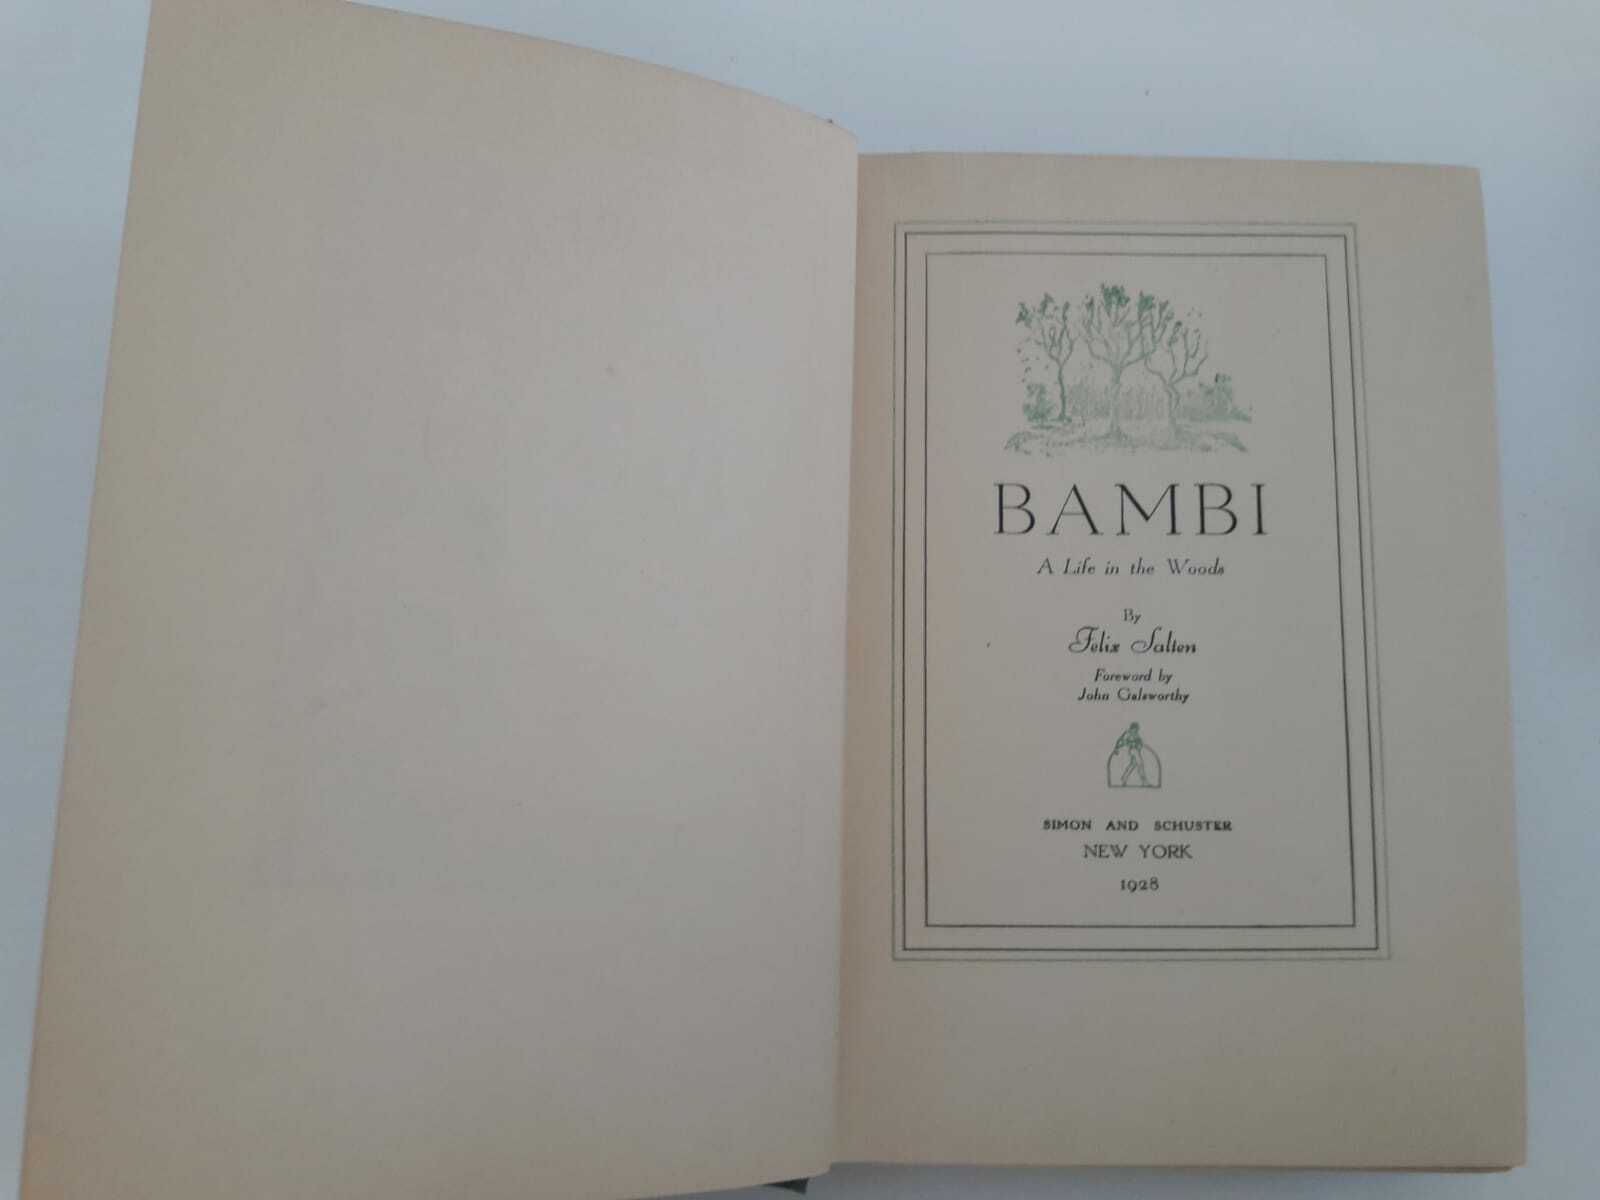 BAMBI
A Life in the Woods
By
Felix Salten
Foreword by
John Galsworthy
SIMON AND SCHUSTER
NEW YORK
1928